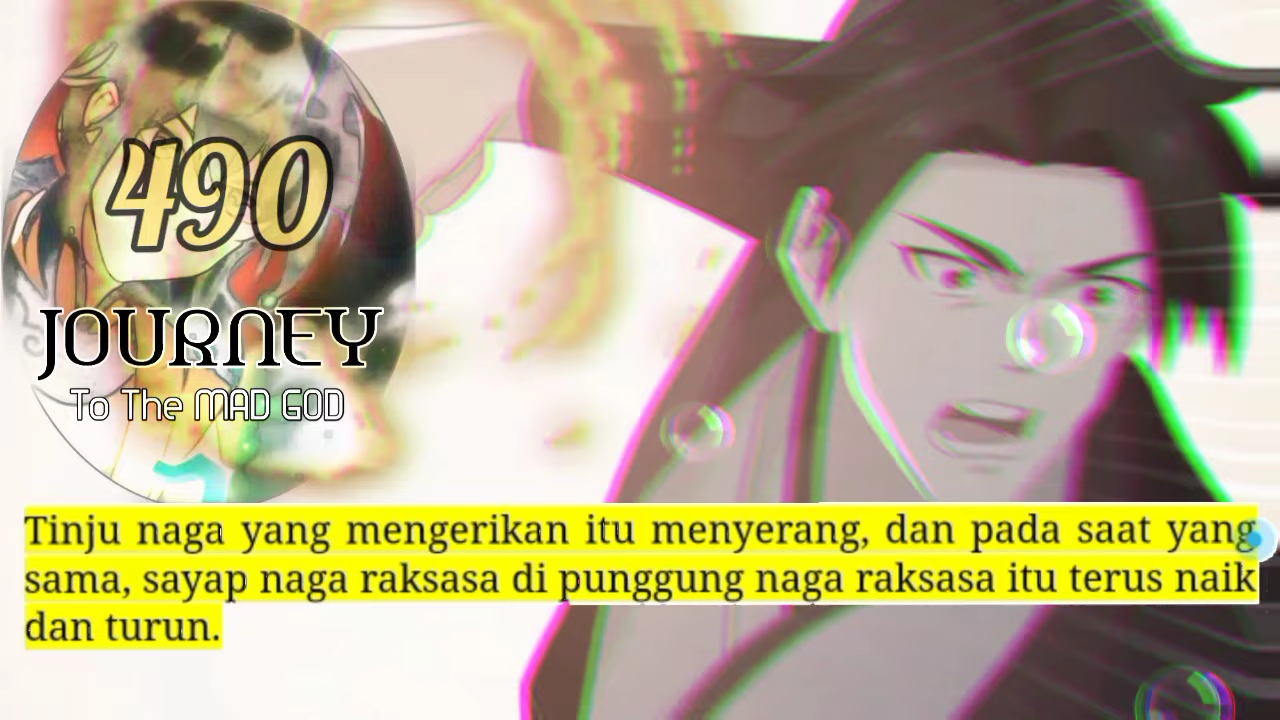 490
JOURNEY
To The MAD GOD
Tinju naga yang mengerikan itu menyerang, dan pada saat yang
sama, sayap naga raksasa di punggung naga raksasa itu terus naik
dan turun.